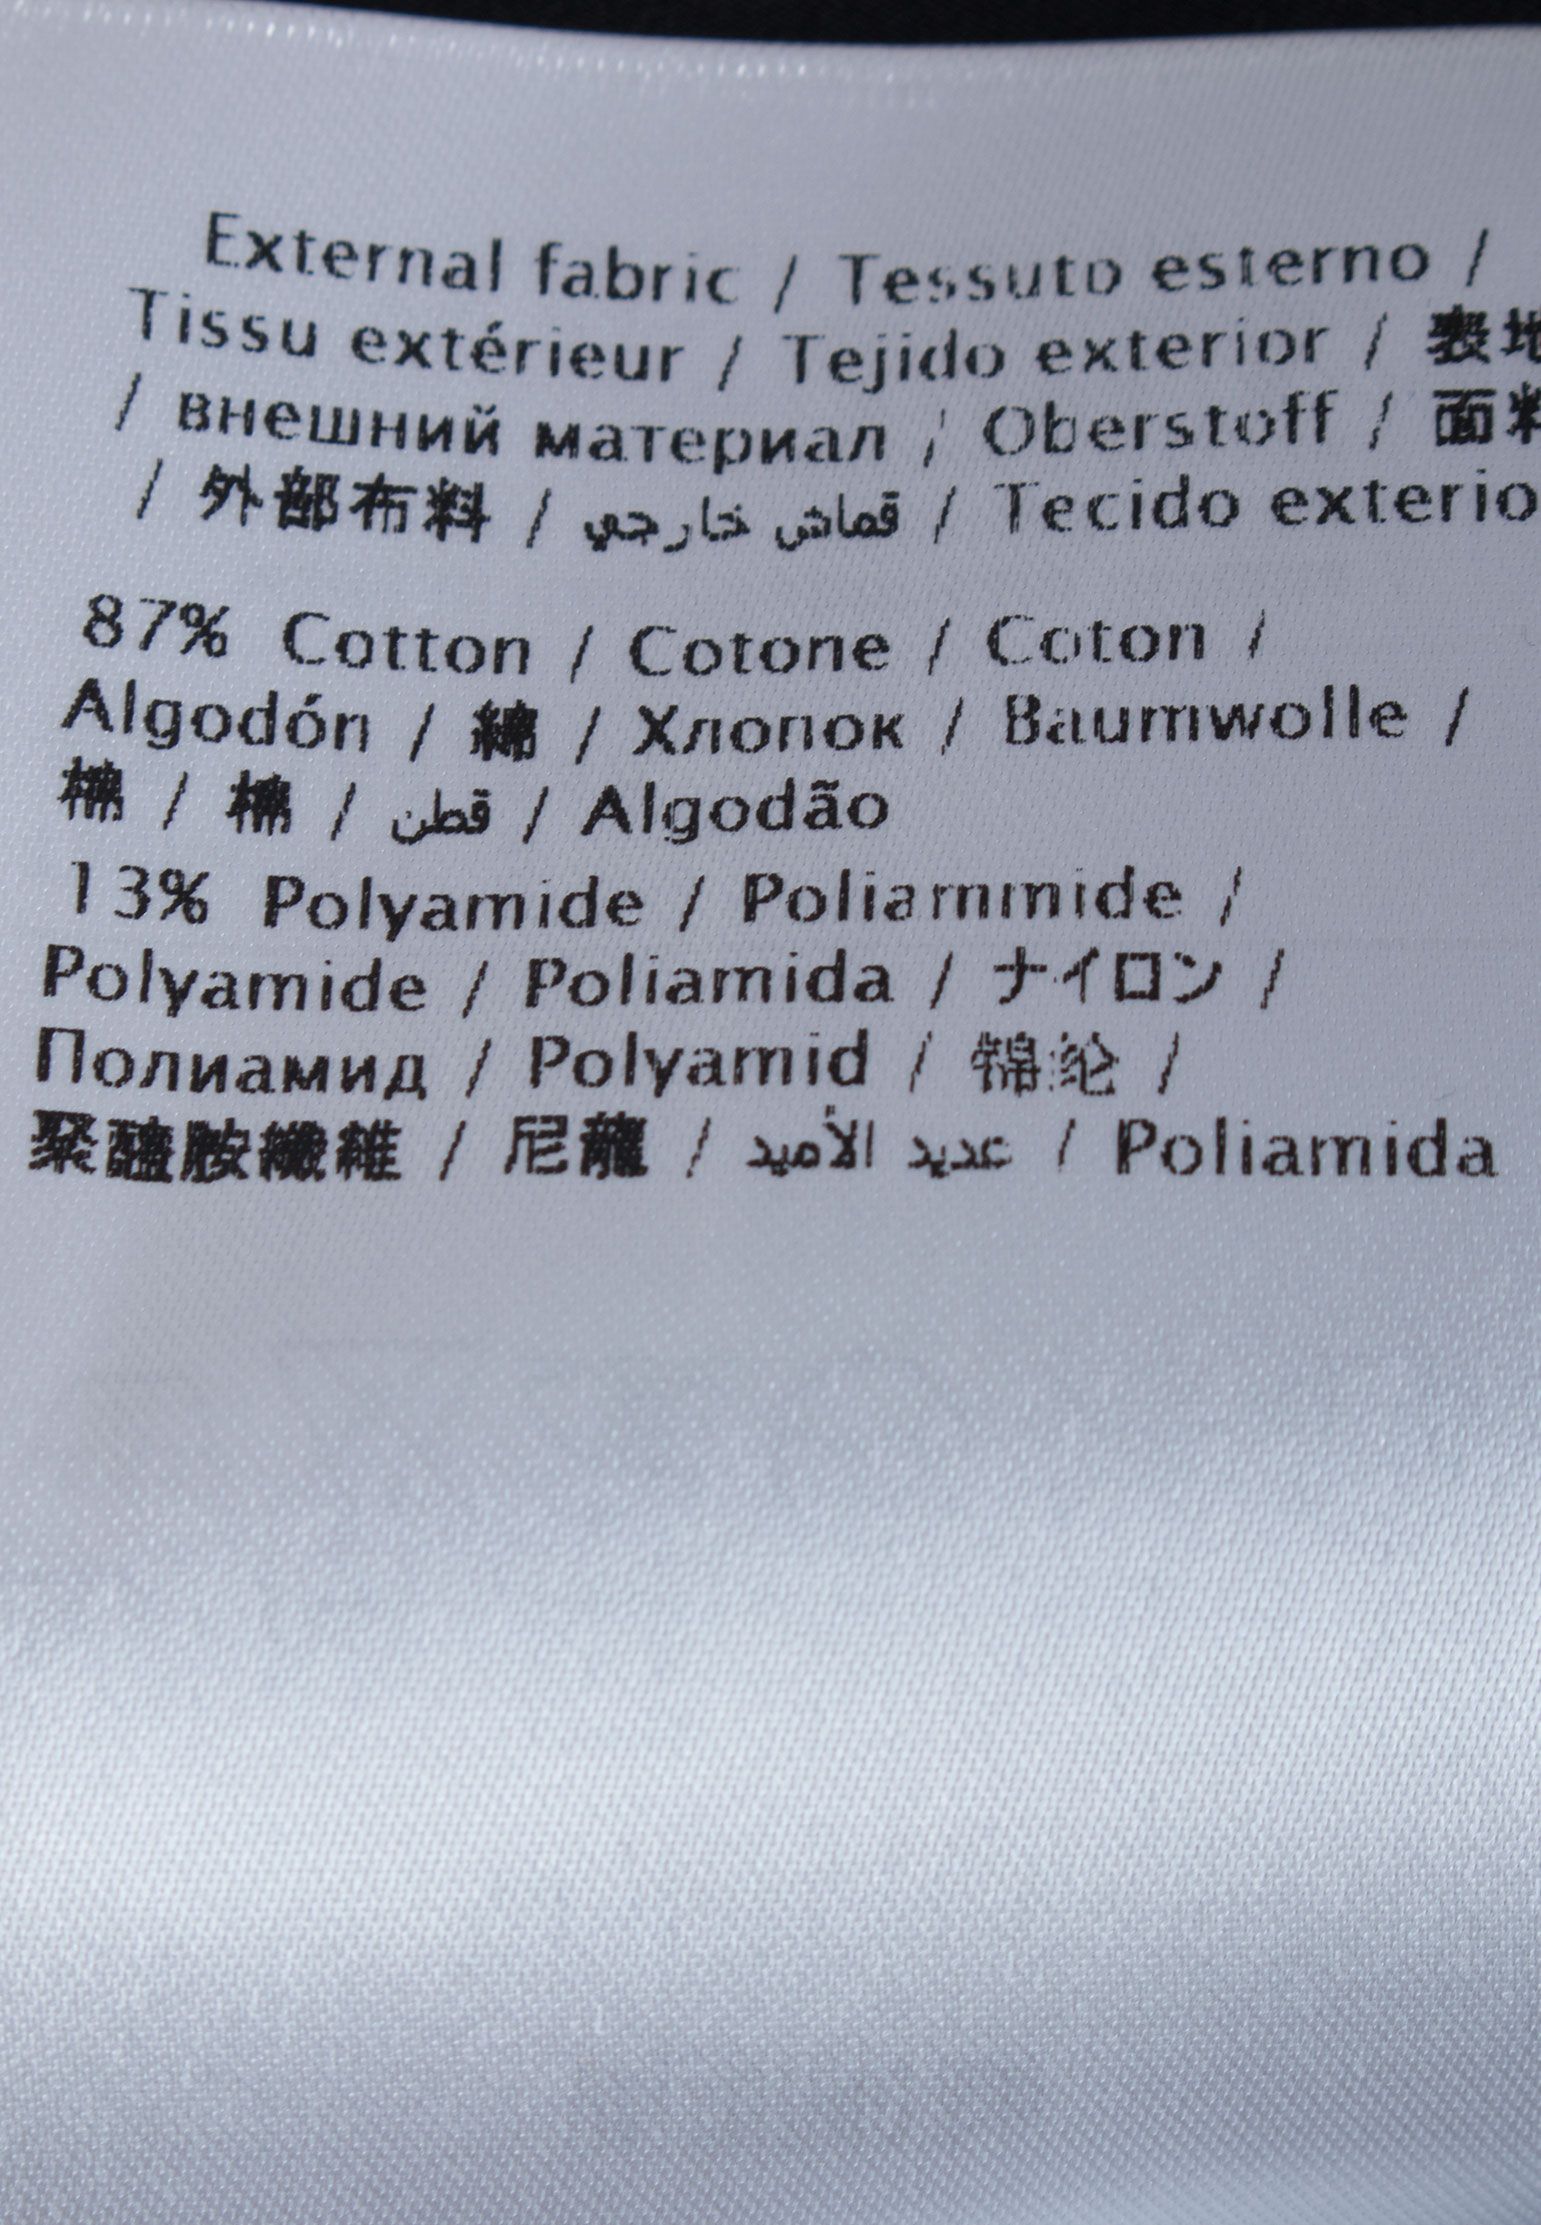 External fabric / Tessuto esterno /
Tissu extérieur / Tejido exterior / 表地
/ внешний материал / Oberstoff / 面料
/ 外部布料 / قماش خارجي / Tecido exterio
87% Cotton / Cotone / Coton /
Algodón / 綿 / Хлопок / Baumwolle /
棉 / 棉 / قطن / Algodão
13% Polyamide / Poliammide /
Polyamide / Poliamida / ナイロン /
Полиамид / Polyamid / 锦纶 /
聚醯胺纖維 / 尼龍 / عديد الأميد / Poliamida